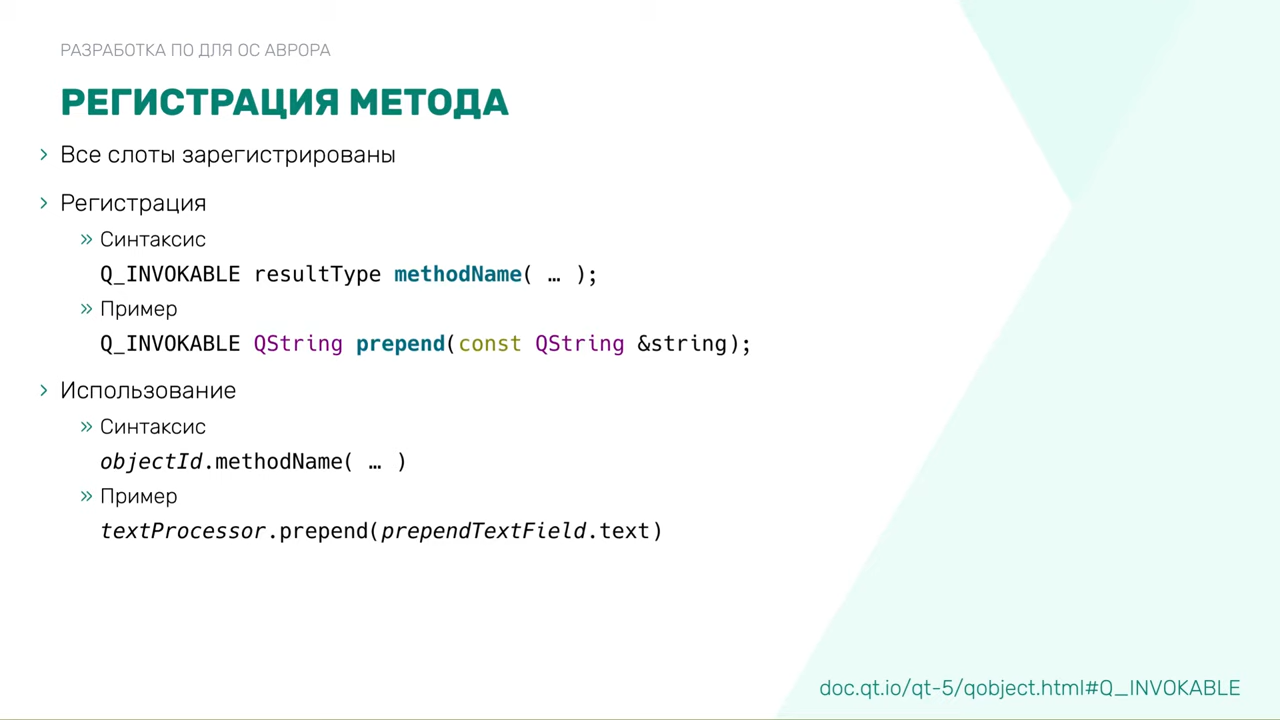 РАЗРАБОТКА ПО ДЛЯ ОС АВРОРА
РЕГИСТРАЦИЯ МЕТОДА
› Все слоты зарегистрированы
› Регистрация
» Синтаксис
Q_INVOKABLE resultType methodName( … );
» Пример
Q_INVOKABLE QString prepend(const QString &string);
› Использование
» Синтаксис
objectId.methodName( … )
» Пример
textProcessor.prepend(prependTextField.text)
doc.qt.io/qt-5/qobject.html#Q_INVOKABLE